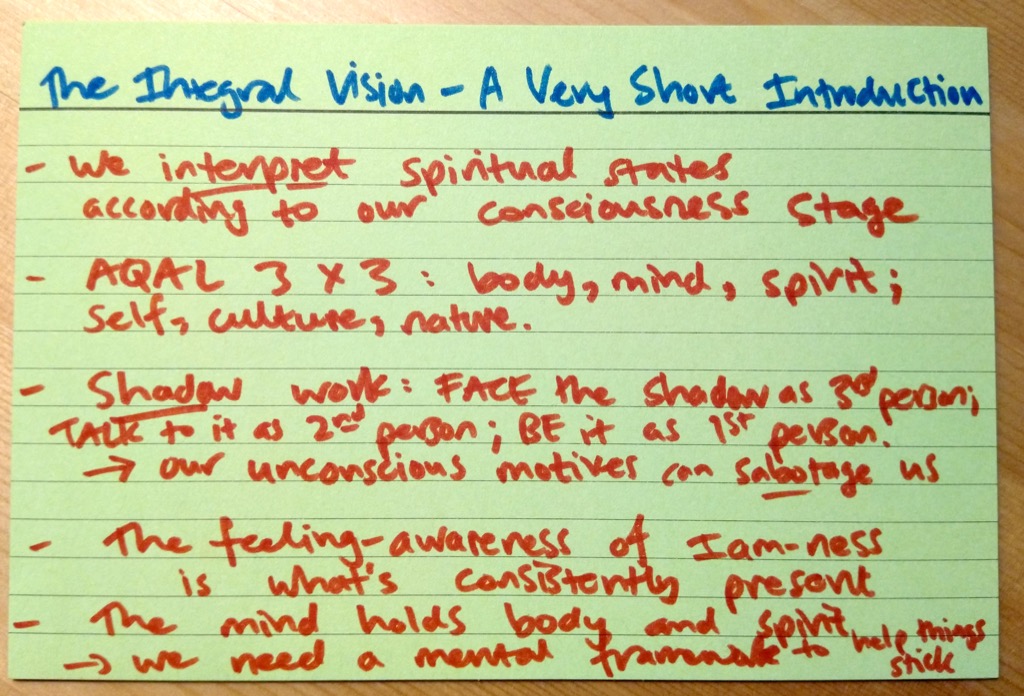 The Integral Vision - A Very Short Introduction
- We interpret spiritual states
according to our consciousness stage
- AQAL 3 x 3 : body, mind, spirit;
self, culture, nature.
- Shadow work: FACE the shadow as 3rd person;
TALK to it as 2nd person; BE it as 1st person.
→ our unconscious motives can sabotage us
- The feeling-awareness of Iam-ness
is what's consistently present
- The mind holds body and spirit
→ we need a mental framework to help things
stick